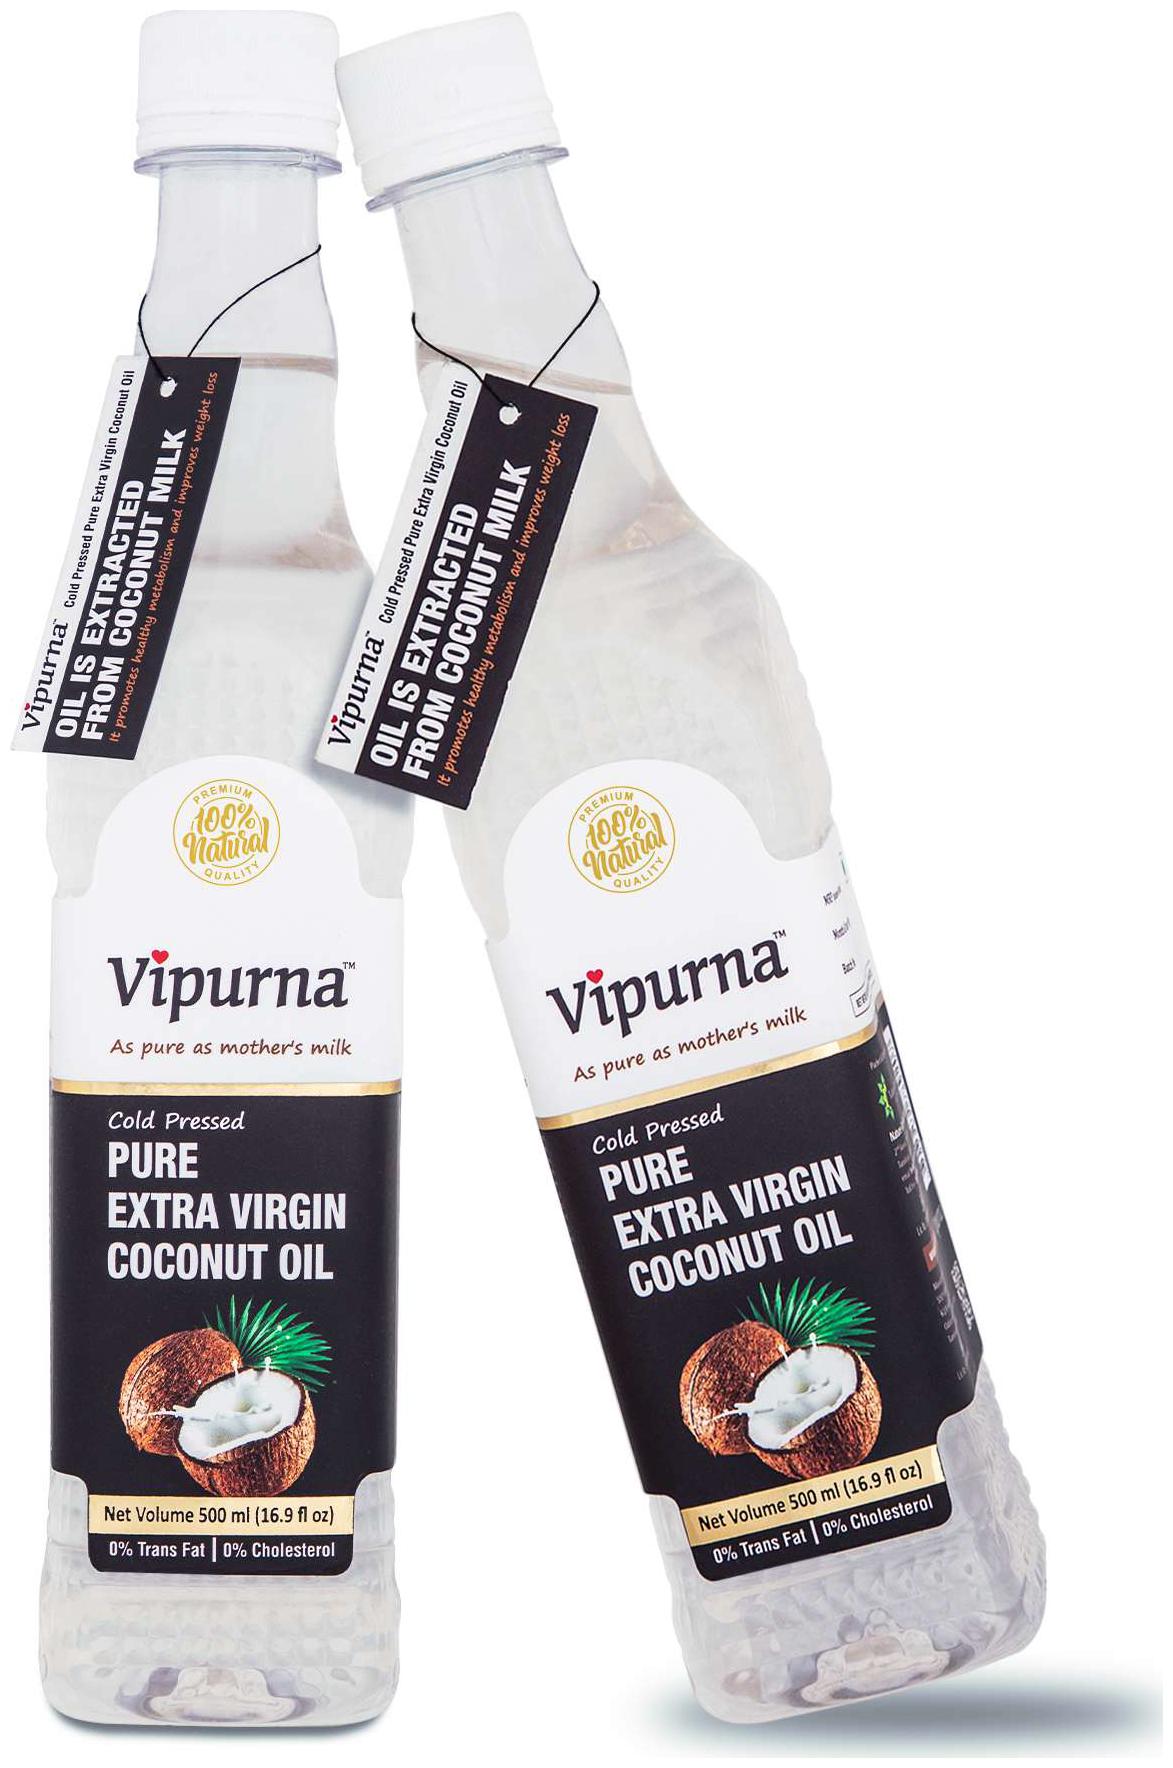 Vipurna™ Cold Pressed Pure Extra Virgin Coconut Oil
OIL IS EXTRACTED
FROM COCONUT MILK
It promotes healthy metabolism and improves weight loss
PREMIUM
100%
Natural
QUALITY
Vipurna™
As pure as mother's milk
Cold Pressed
PURE
EXTRA VIRGIN
COCONUT OIL
Net Volume 500 ml (16.9 fl oz)
0% Trans Fat | 0% Cholesterol
Vipurna™ Cold Pressed Pure Extra Virgin Coconut Oil
OIL IS EXTRACTED
FROM COCONUT MILK
It promotes healthy metabolism and improves weight loss
PREMIUM
100%
Natural
QUALITY
Vipurna™
As pure as mother's milk
Cold Pressed
PURE
EXTRA VIRGIN
COCONUT OIL
Net Volume 500 ml (16.9 fl oz)
0% Trans Fat | 0% Cholesterol